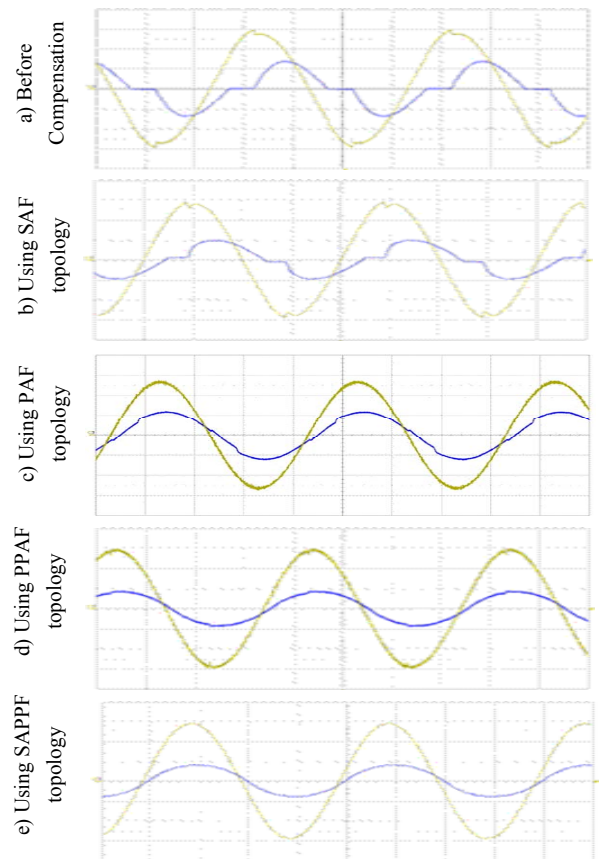 a) Before
Compensation
b) Using SAF
topology
c) Using PAF
topology
d) Using PPAF
topology
e) Using SAPPF
topology